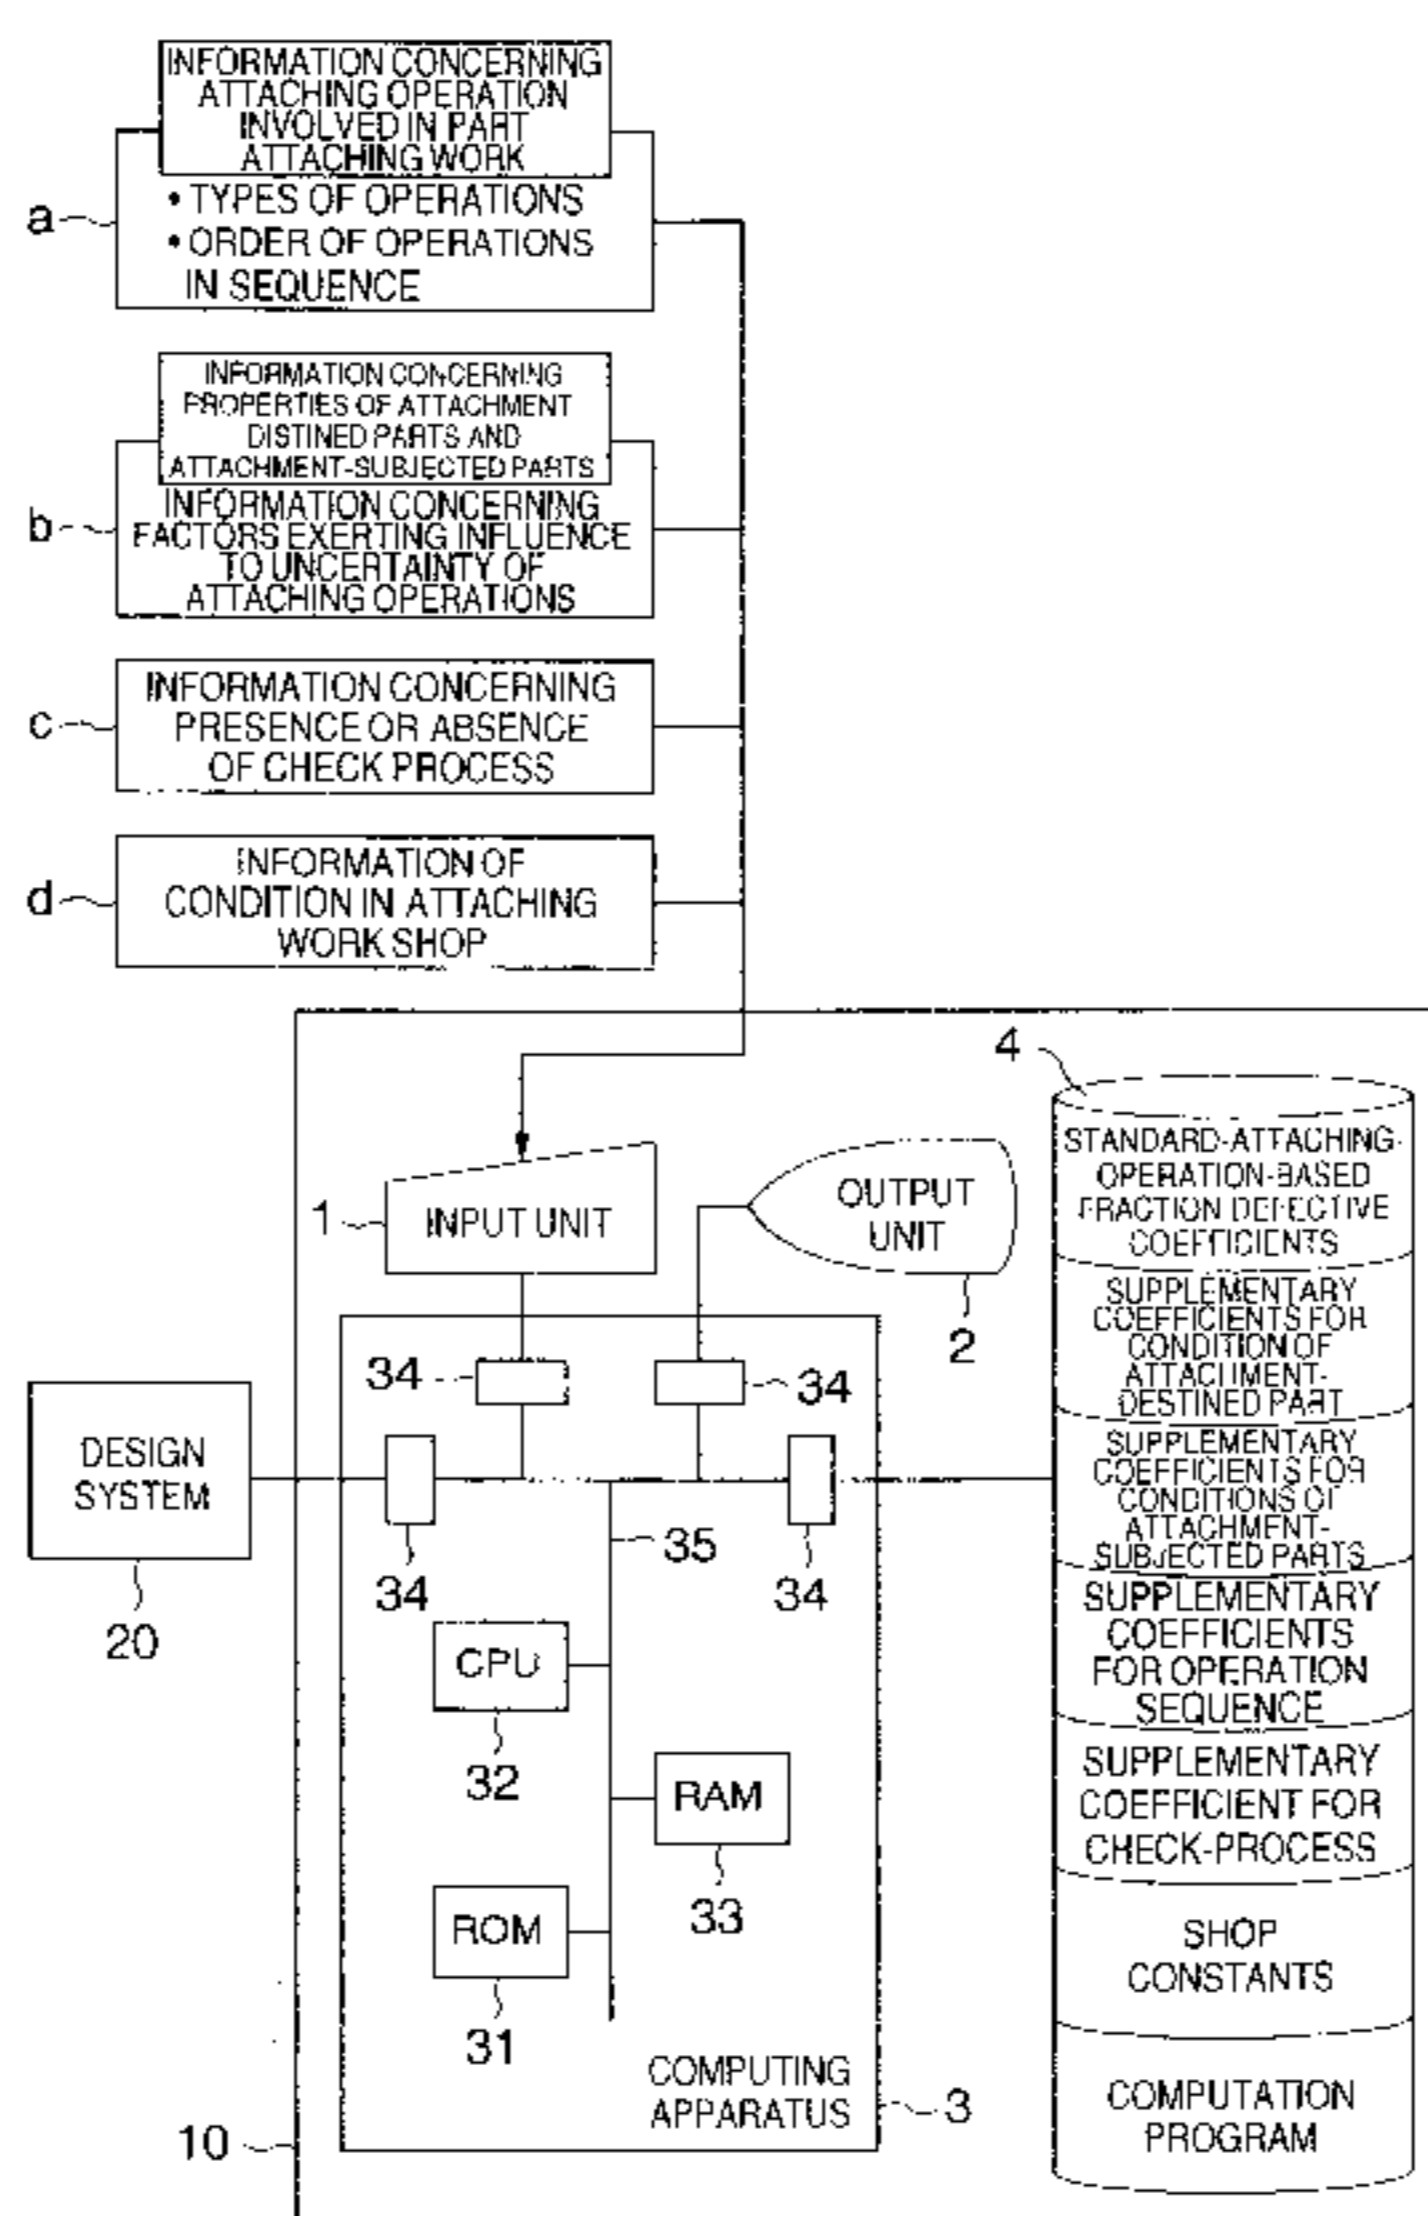 INFORMATION CONCERNING
ATTACHING OPERATION
INVOLVED IN PART
ATTACHING WORK
• TYPES OF OPERATIONS
• ORDER OF OPERATIONS
IN SEQUENCE
a
INFORMATION CONCERNING
PROPERTIES OF ATTACHMENT
DISTINED PARTS AND
ATTACHMENT-SUBJECTED PARTS
INFORMATION CONCERNING
FACTORS EXERTING INFLUENCE
TO UNCERTAINTY OF
ATTACHING OPERATIONS
b
INFORMATION CONCERNING
PRESENCE OR ABSENCE
OF CHECK PROCESS
c
INFORMATION OF
CONDITION IN ATTACHING
WORK SHOP
d
4
1
INPUT UNIT
OUTPUT
UNIT
2
STANDARD-ATTACHING-
OPERATION-BASED
FRACTION DEFECTIVE
COEFFICIENTS
SUPPLEMENTARY
COEFFICIENTS FOR
CONDITION OF
ATTACHMENT-
DESTINED PART
SUPPLEMENTARY
COEFFICIENTS FOR
CONDITIONS OF
ATTACHMENT-
SUBJECTED PARTS
SUPPLEMENTARY
COEFFICIENTS
FOR OPERATION
SEQUENCE
SUPPLEMENTARY
COEFFICIENT FOR
CHECK-PROCESS
SHOP
CONSTANTS
COMPUTATION
PROGRAM
34
34
DESIGN
SYSTEM
20
34
35
34
CPU
32
RAM
33
ROM
31
COMPUTING
APPARATUS
3
10